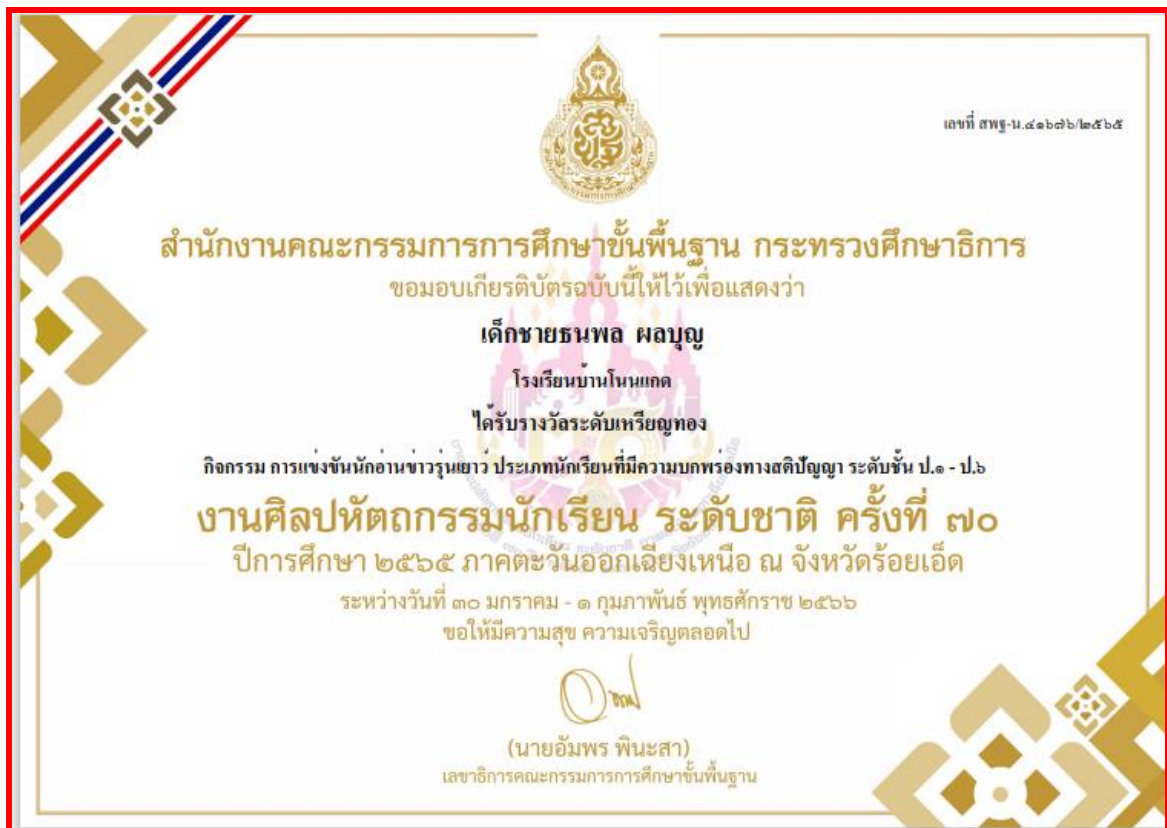 เลขที่ สพฐ-น.๔๑๖๗๖/๒๕๖๕
สำนักงานคณะกรรมการการศึกษาขั้นพื้นฐาน กระทรวงศึกษาธิการ
ขอมอบเกียรติบัตรฉบับนี้ให้ไว้เพื่อแสดงว่า
เด็กชายธนพล ผลบุญ
โรงเรียนบ้านโนนแกด
ได้รับรางวัลระดับเหรียญทอง
กิจกรรม การแข่งขันนักอ่านข่าวรุ่นเยาว์ ประเภทนักเรียนที่มีความบกพร่องทางสติปัญญา ระดับชั้น ป.๑ - ป.๖
งานศิลปหัตถกรรมนักเรียน ระดับชาติ ครั้งที่ ๗๐
ปีการศึกษา ๒๕๖๕ ภาคตะวันออกเฉียงเหนือ ณ จังหวัดร้อยเอ็ด
ระหว่างวันที่ ๓๐ มกราคม - ๑ กุมภาพันธ์ พุทธศักราช ๒๕๖๖
ขอให้มีความสุข ความเจริญตลอดไป
(นายอัมพร พินะสา)
เลขาธิการคณะกรรมการการศึกษาขั้นพื้นฐาน